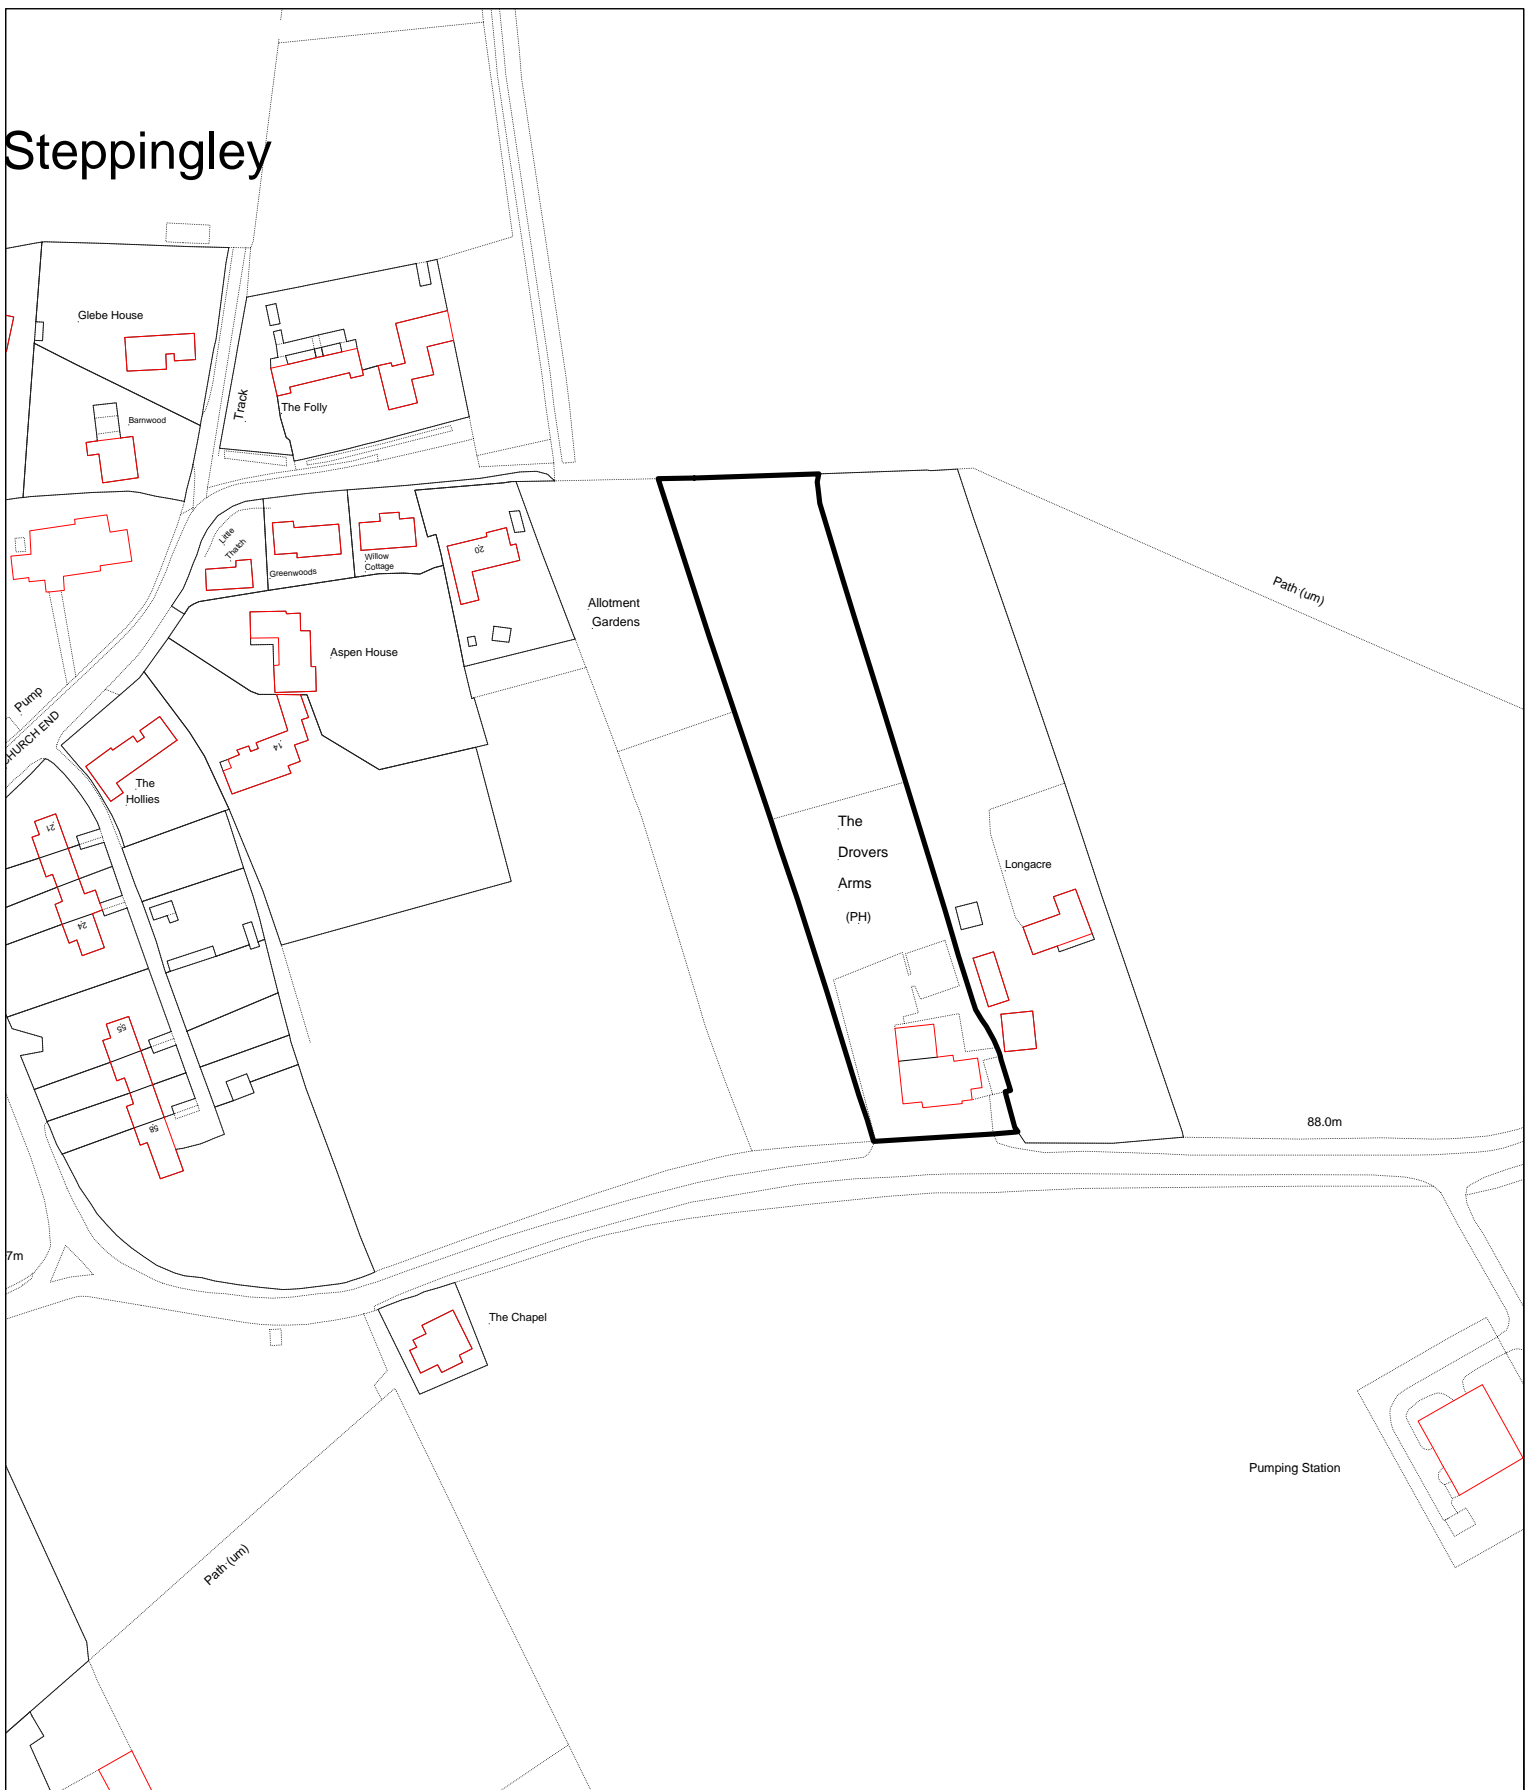 Steppingley
Glebe House
Track
The Folly
Barnwood
Little
Thatch
Greenwoods
Willow
Cottage
20
Allotment
Gardens
Path (um)
Aspen House
Pump
CHURCH END
14
The
Hollies
21
The
Drovers
Arms
(PH)
Longacre
24
55
58
88.0m
7m
The Chapel
Pumping Station
Path (um)